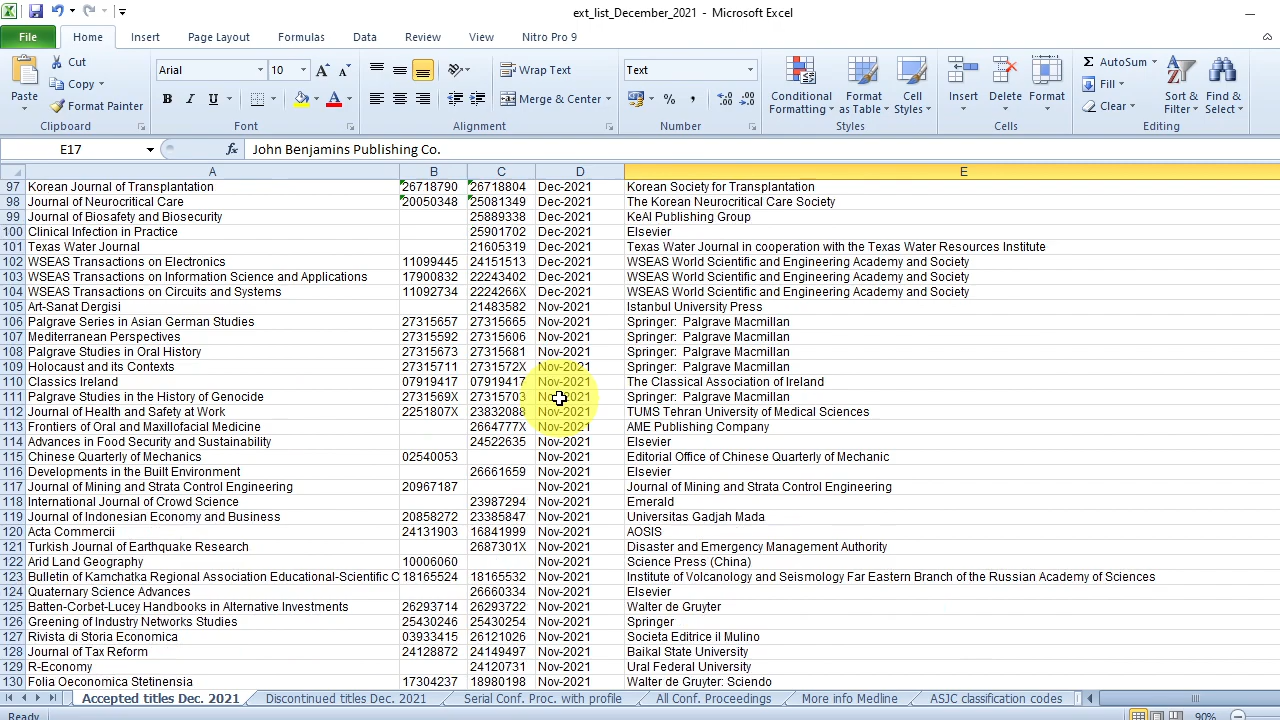 ext_list_December_2021 - Microsoft Excel
File Home Insert Page Layout Formulas Data Review View Nitro Pro 9
Cut Arial 10 Wrap Text Text AutoSum
Paste Copy B I U Merge & Center % , Conditional Formatting Format as Table Cell Styles Insert Delete Format Fill Sort & Filter Find & Select
Format Painter Clear
Clipboard Font Alignment Number Styles Cells Editing
E17 fx John Benjamins Publishing Co.
A B C D E
97 Korean Journal of Transplantation 26718790 26718804 Dec-2021 Korean Society for Transplantation
98 Journal of Neurocritical Care 20050348 25081349 Dec-2021 The Korean Neurocritical Care Society
99 Journal of Biosafety and Biosecurity 25889338 Dec-2021 KeAI Publishing Group
100 Clinical Infection in Practice 25901702 Dec-2021 Elsevier
101 Texas Water Journal 21605319 Dec-2021 Texas Water Journal in cooperation with the Texas Water Resources Institute
102 WSEAS Transactions on Electronics 11099445 24151513 Dec-2021 WSEAS World Scientific and Engineering Academy and Society
103 WSEAS Transactions on Information Science and Applications 17900832 22243402 Dec-2021 WSEAS World Scientific and Engineering Academy and Society
104 WSEAS Transactions on Circuits and Systems 11092734 2224266X Dec-2021 WSEAS World Scientific and Engineering Academy and Society
105 Art-Sanat Dergisi 21483582 Nov-2021 Istanbul University Press
106 Palgrave Series in Asian German Studies 27315657 27315665 Nov-2021 Springer: Palgrave Macmillan
107 Mediterranean Perspectives 27315592 27315606 Nov-2021 Springer: Palgrave Macmillan
108 Palgrave Studies in Oral History 27315673 27315681 Nov-2021 Springer: Palgrave Macmillan
109 Holocaust and its Contexts 27315711 2731572X Nov-2021 Springer: Palgrave Macmillan
110 Classics Ireland 07919417 07919417 Nov-2021 The Classical Association of Ireland
111 Palgrave Studies in the History of Genocide 2731569X 27315703 Nov-2021 Springer: Palgrave Macmillan
112 Journal of Health and Safety at Work 2251807X 23832088 Nov-2021 TUMS Tehran University of Medical Sciences
113 Frontiers of Oral and Maxillofacial Medicine 2664777X Nov-2021 AME Publishing Company
114 Advances in Food Security and Sustainability 24522635 Nov-2021 Elsevier
115 Chinese Quarterly of Mechanics 02540053 Nov-2021 Editorial Office of Chinese Quarterly of Mechanic
116 Developments in the Built Environment 26661659 Nov-2021 Elsevier
117 Journal of Mining and Strata Control Engineering 20967187 Nov-2021 Journal of Mining and Strata Control Engineering
118 International Journal of Crowd Science 23987294 Nov-2021 Emerald
119 Journal of Indonesian Economy and Business 20858272 23385847 Nov-2021 Universitas Gadjah Mada
120 Acta Commercii 24131903 16841999 Nov-2021 AOSIS
121 Turkish Journal of Earthquake Research 2687301X Nov-2021 Disaster and Emergency Management Authority
122 Arid Land Geography 10006060 Nov-2021 Science Press (China)
123 Bulletin of Kamchatka Regional Association Educational-Scientific C 18165524 18165532 Nov-2021 Institute of Volcanology and Seismology Far Eastern Branch of the Russian Academy of Sciences
124 Quaternary Science Advances 26660334 Nov-2021 Elsevier
125 Batten-Corbet-Lucey Handbooks in Alternative Investments 26293714 26293722 Nov-2021 Walter de Gruyter
126 Greening of Industry Networks Studies 25430246 25430254 Nov-2021 Springer
127 Rivista di Storia Economica 03933415 26121026 Nov-2021 Societa Editrice il Mulino
128 Journal of Tax Reform 24128872 24149497 Nov-2021 Baikal State University
129 R-Economy 24120731 Nov-2021 Ural Federal University
130 Folia Oeconomica Stetinensia 17304237 18980198 Nov-2021 Walter de Gruyter: Sciendo
Accepted titles Dec. 2021 Discontinued titles Dec. 2021 Serial Conf. Proc. with profile All Conf. Proceedings More info Medline ASJC classification codes
Ready 90%